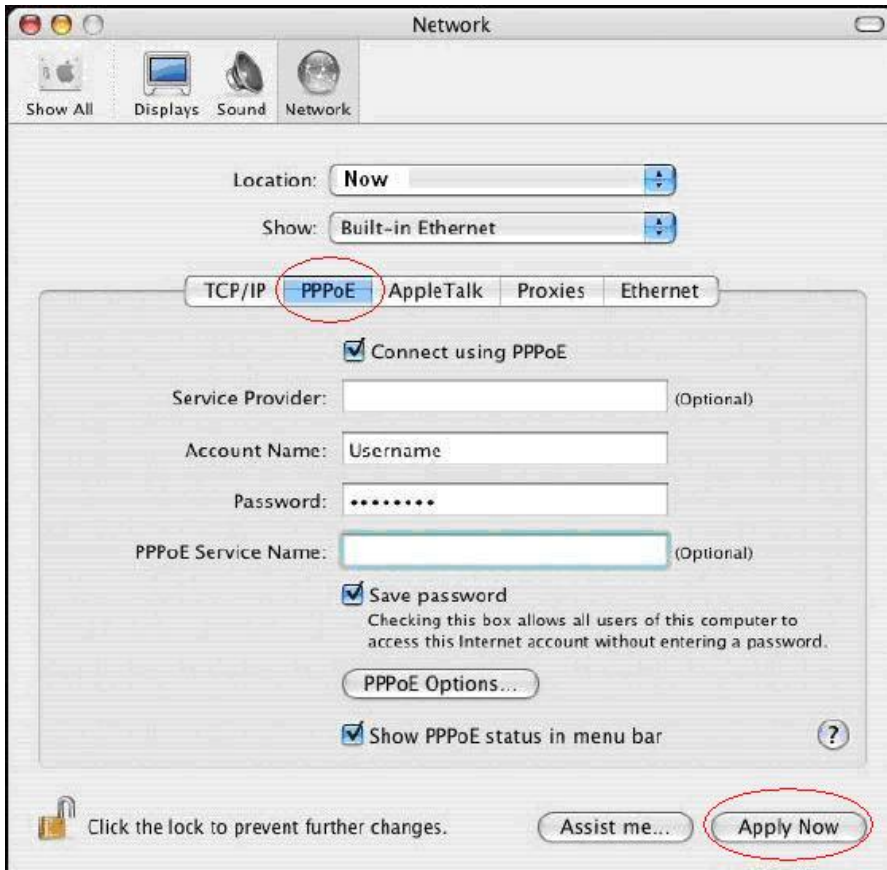 Network
Show All Displays Sound Network
Location: Now
Show: Built-in Ethernet
TCP/IP PPPoE AppleTalk Proxies Ethernet
Connect using PPPoE
Service Provider: (Optional)
Account Name: Username
Password: ••••••••
PPPoE Service Name: (Optional)
Save password
Checking this box allows all users of this computer to
access this Internet account without entering a password.
PPPoE Options...
Show PPPoE status in menu bar ?
Click the lock to prevent further changes. Assist me... Apply Now